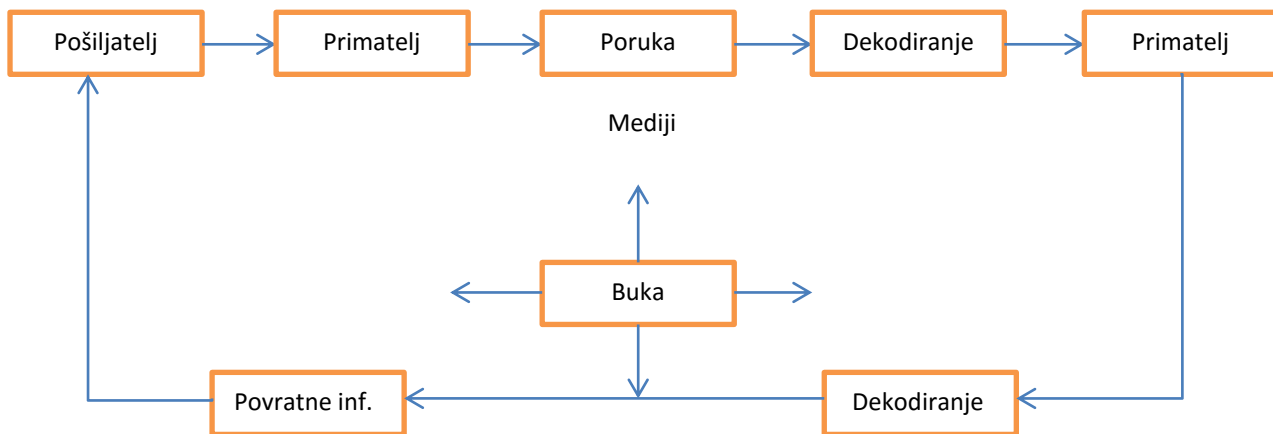 Pošiljatelj
Primatelj
Poruka
Dekodiranje
Primatelj
Mediji
Buka
Povratne inf.
Dekodiranje